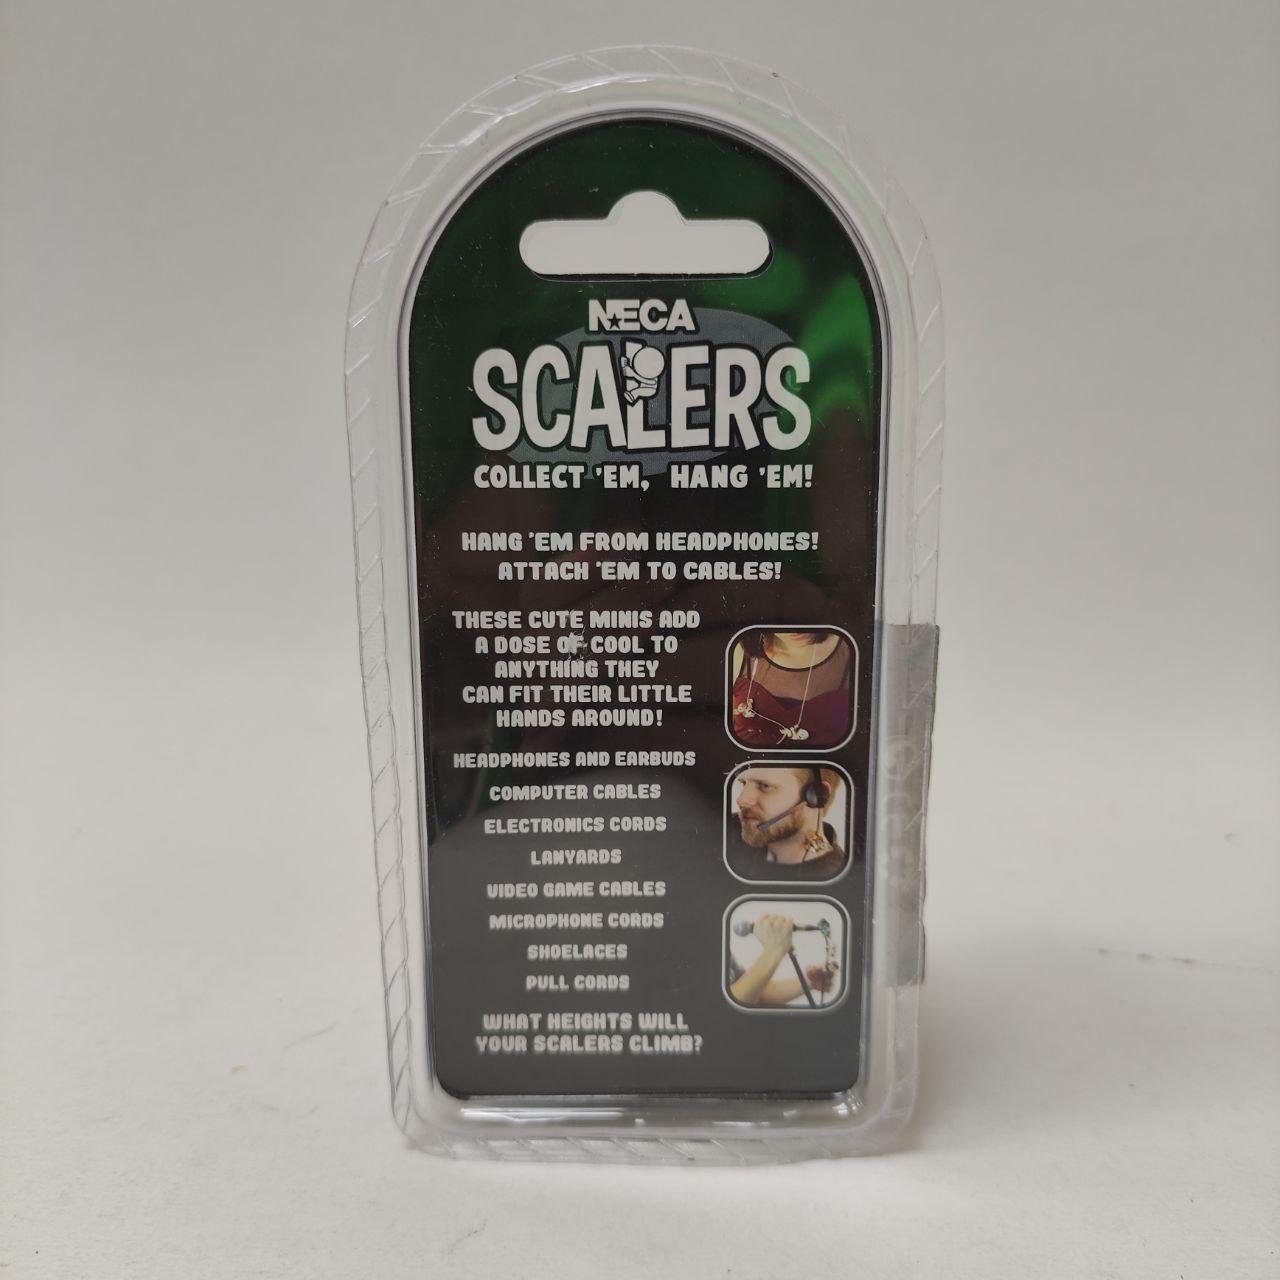 NECA
SCALERS
COLLECT 'EM, HANG 'EM!
HANG 'EM FROM HEADPHONES!
ATTACH 'EM TO CABLES!
THESE CUTE MINIS ADD
A DOSE OF COOL TO
ANYTHING THEY
CAN FIT THEIR LITTLE
HANDS AROUND!
HEADPHONES AND EARBUDS
COMPUTER CABLES
ELECTRONICS CORDS
LANYARDS
VIDEO GAME CABLES
MICROPHONE CORDS
SHOELACES
PULL CORDS
WHAT HEIGHTS WILL
YOUR SCALERS CLIMB?